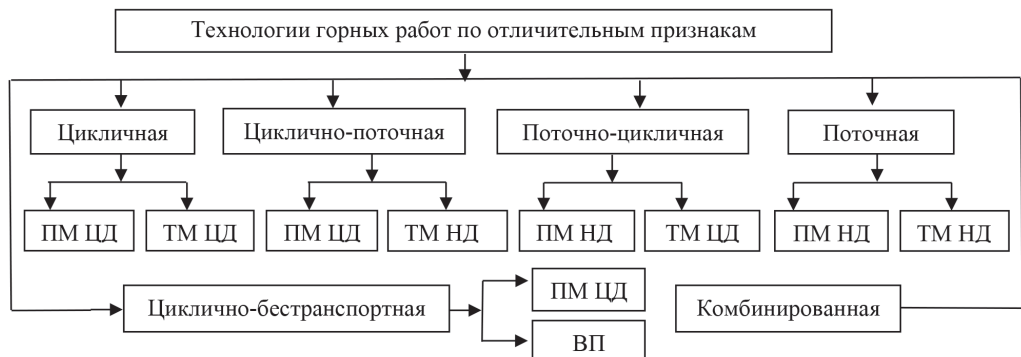 Технологии горных работ по отличительным признакам
Цикличная
Циклично-поточная
Поточно-цикличная
Поточная
ПМ ЦД
ТМ ЦД
ПМ ЦД
ТМ НД
ПМ НД
ТМ ЦД
ПМ НД
ТМ НД
Циклично-бестранспортная
ПМ ЦД
ВП
Комбинированная